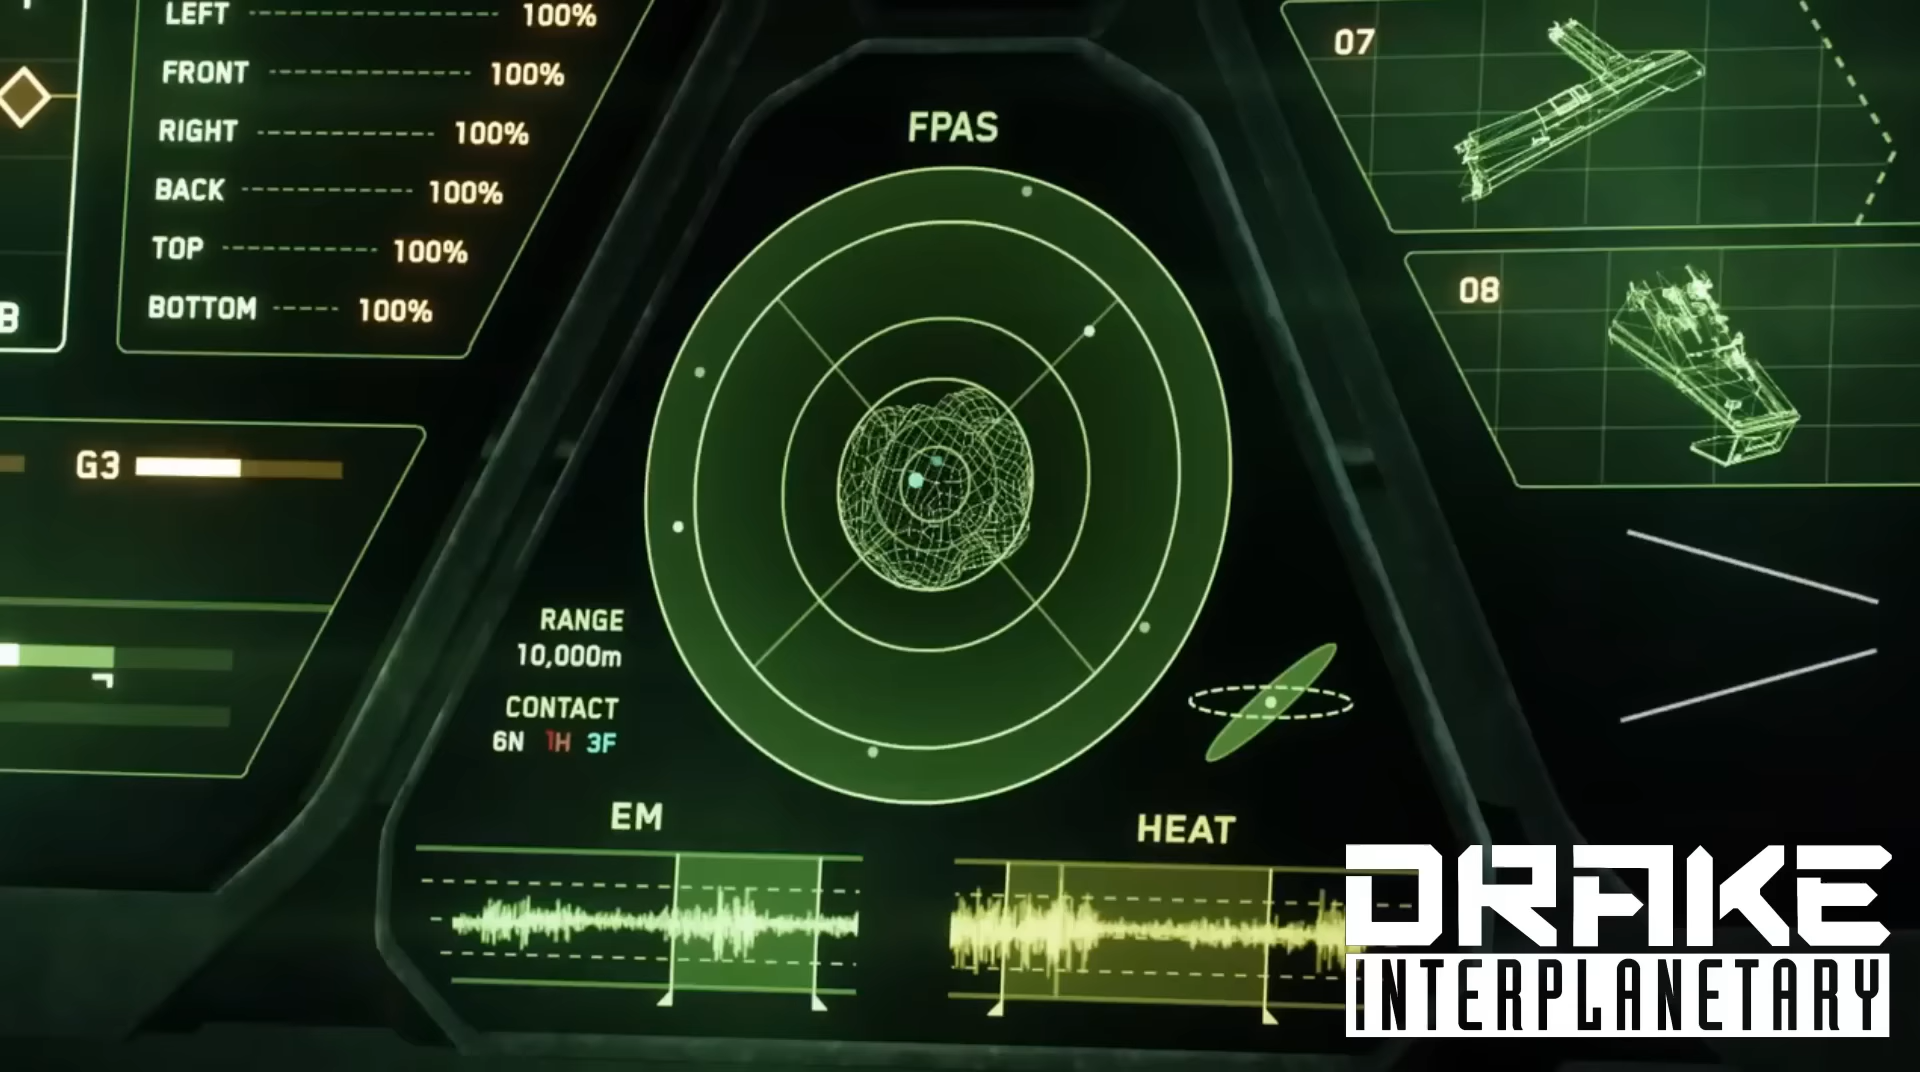 LEFT 100%
FRONT 100%
RIGHT 100%
BACK 100%
TOP 100%
BOTTOM 100%
B
G3
FPAS
RANGE
10,000m
CONTACT
6N 1H 3F
EM
HEAT
07
08
DRAKE
INTERPLANETARY